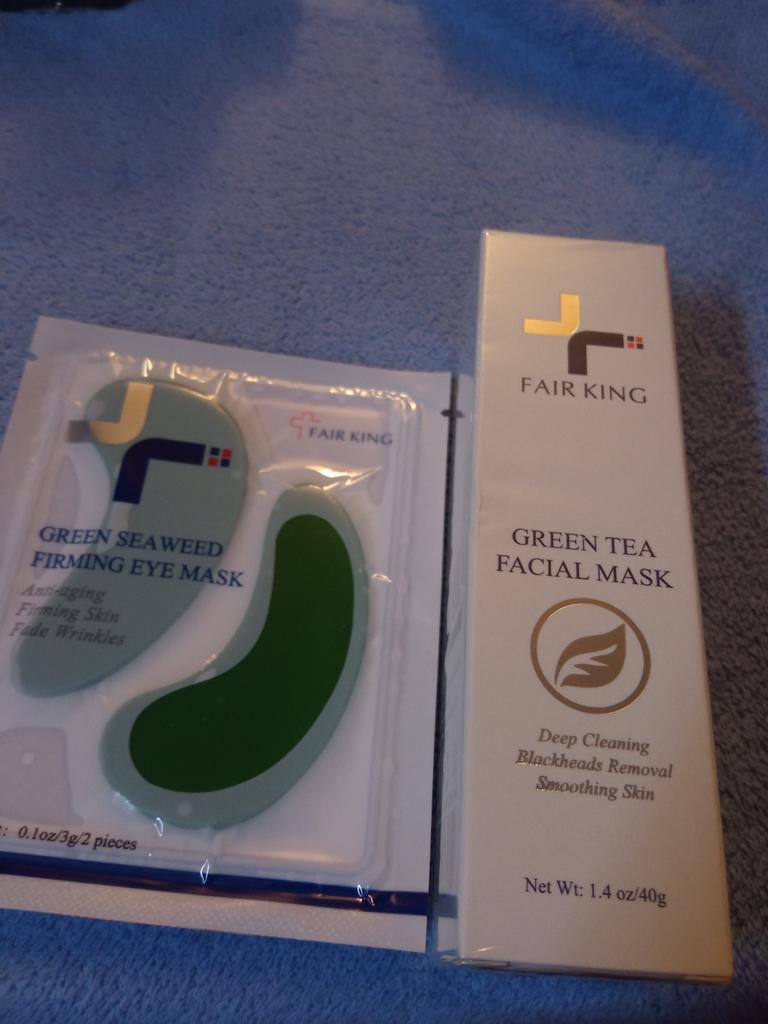 FAIR KING
GREEN SEAWEED
FIRMING EYE MASK
Anti-aging
Firming Skin
Fade Wrinkles
: 0.1oz/3g/2 pieces
FAIR KING
GREEN TEA
FACIAL MASK
Deep Cleaning
Blackheads Removal
Smoothing Skin
Net Wt: 1.4 oz/40g